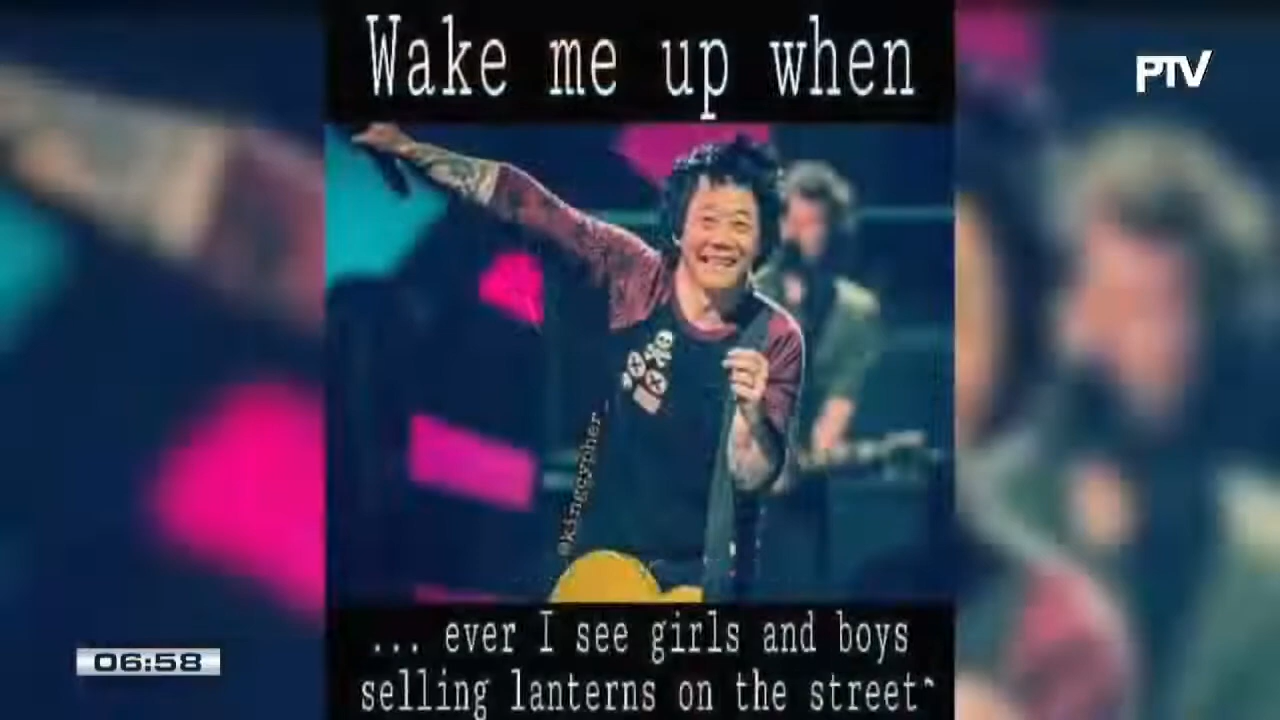 Wake me up when
PTV
@kingcypher
... ever I see girls and boys
selling lanterns on the street~
06:58